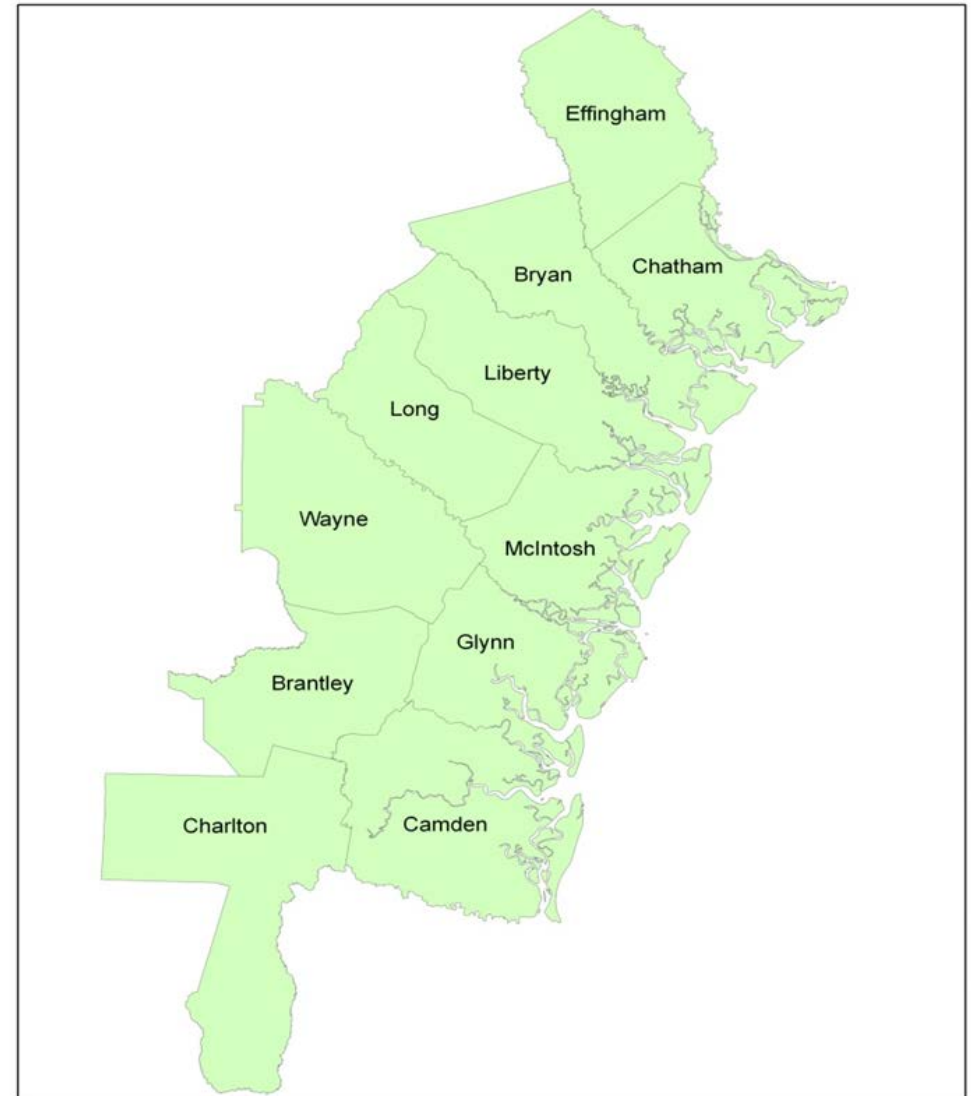 Effingham
Bryan
Chatham
Liberty
Long
Wayne
McIntosh
Glynn
Brantley
Charlton
Camden